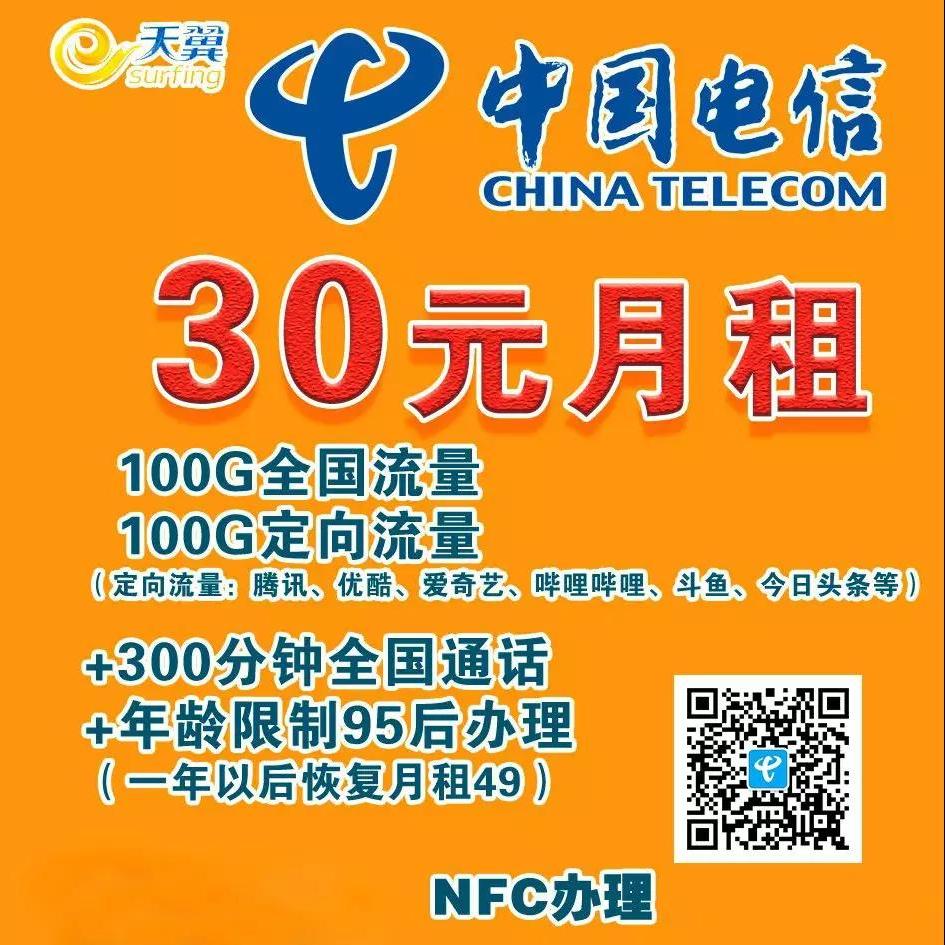 天翼
surfing
中国电信
CHINA TELECOM
30元月租
100G全国流量
100G定向流量
（定向流量：腾讯、优酷、爱奇艺、哔哩哔哩、斗鱼、今日头条等）
+300分钟全国通话
+年龄限制95后办理
（一年以后恢复月租49）
NFC办理